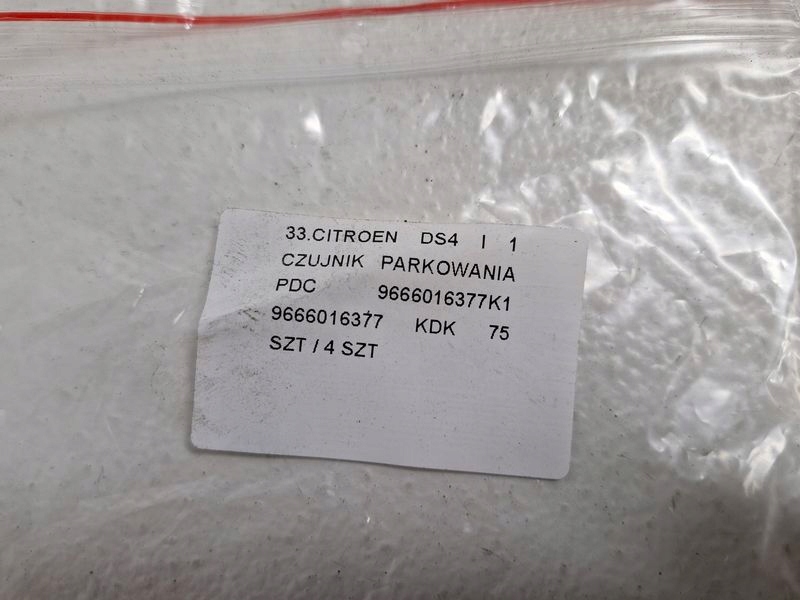 33.CITROEN DS4 I 1
CZUJNIK PARKOWANIA
PDC 9666016377K1
9666016377 KDK 75
SZT / 4 SZT